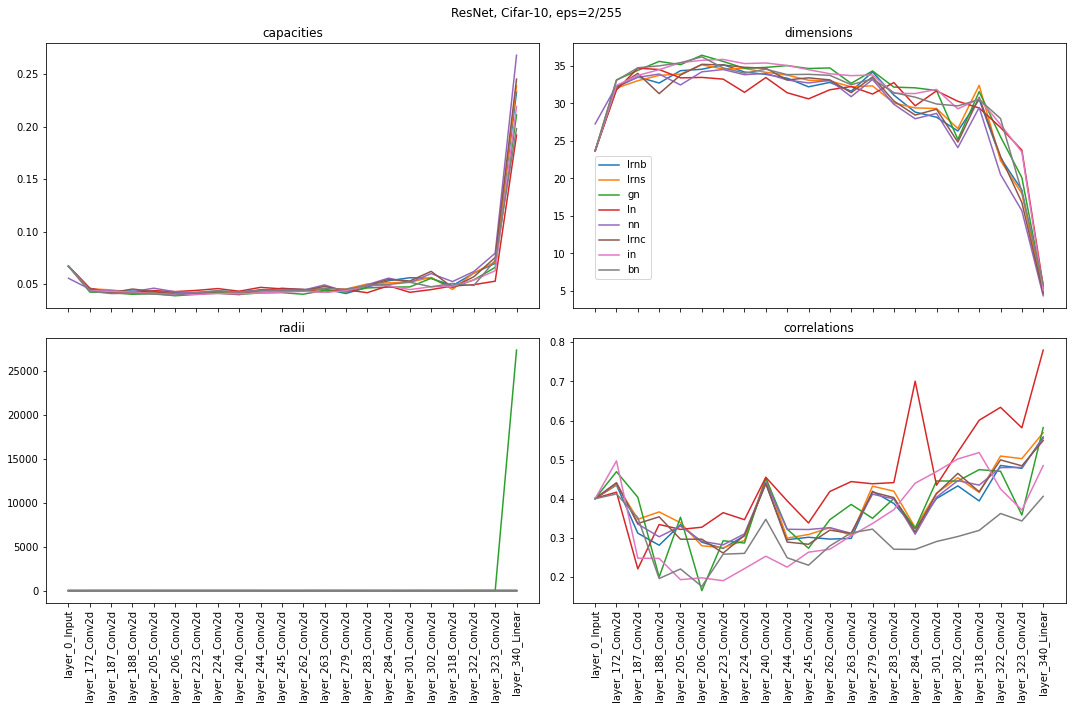 ResNet, Cifar-10, eps=2/255
capacities
0.25
0.20
0.15
0.10
0.05
dimensions
35
30
25
20
15
10
5
lrnb
lrns
gn
ln
nn
lrnc
in
bn
radii
25000
20000
15000
10000
5000
0
layer_0_Input
layer_172_Conv2d
layer_187_Conv2d
layer_188_Conv2d
layer_205_Conv2d
layer_206_Conv2d
layer_223_Conv2d
layer_224_Conv2d
layer_240_Conv2d
layer_244_Conv2d
layer_245_Conv2d
layer_262_Conv2d
layer_263_Conv2d
layer_279_Conv2d
layer_283_Conv2d
layer_284_Conv2d
layer_301_Conv2d
layer_302_Conv2d
layer_318_Conv2d
layer_322_Conv2d
layer_323_Conv2d
layer_340_Linear
correlations
0.8
0.7
0.6
0.5
0.4
0.3
0.2
layer_0_Input
layer_172_Conv2d
layer_187_Conv2d
layer_188_Conv2d
layer_205_Conv2d
layer_206_Conv2d
layer_223_Conv2d
layer_224_Conv2d
layer_240_Conv2d
layer_244_Conv2d
layer_245_Conv2d
layer_262_Conv2d
layer_263_Conv2d
layer_279_Conv2d
layer_283_Conv2d
layer_284_Conv2d
layer_301_Conv2d
layer_302_Conv2d
layer_318_Conv2d
layer_322_Conv2d
layer_323_Conv2d
layer_340_Linear